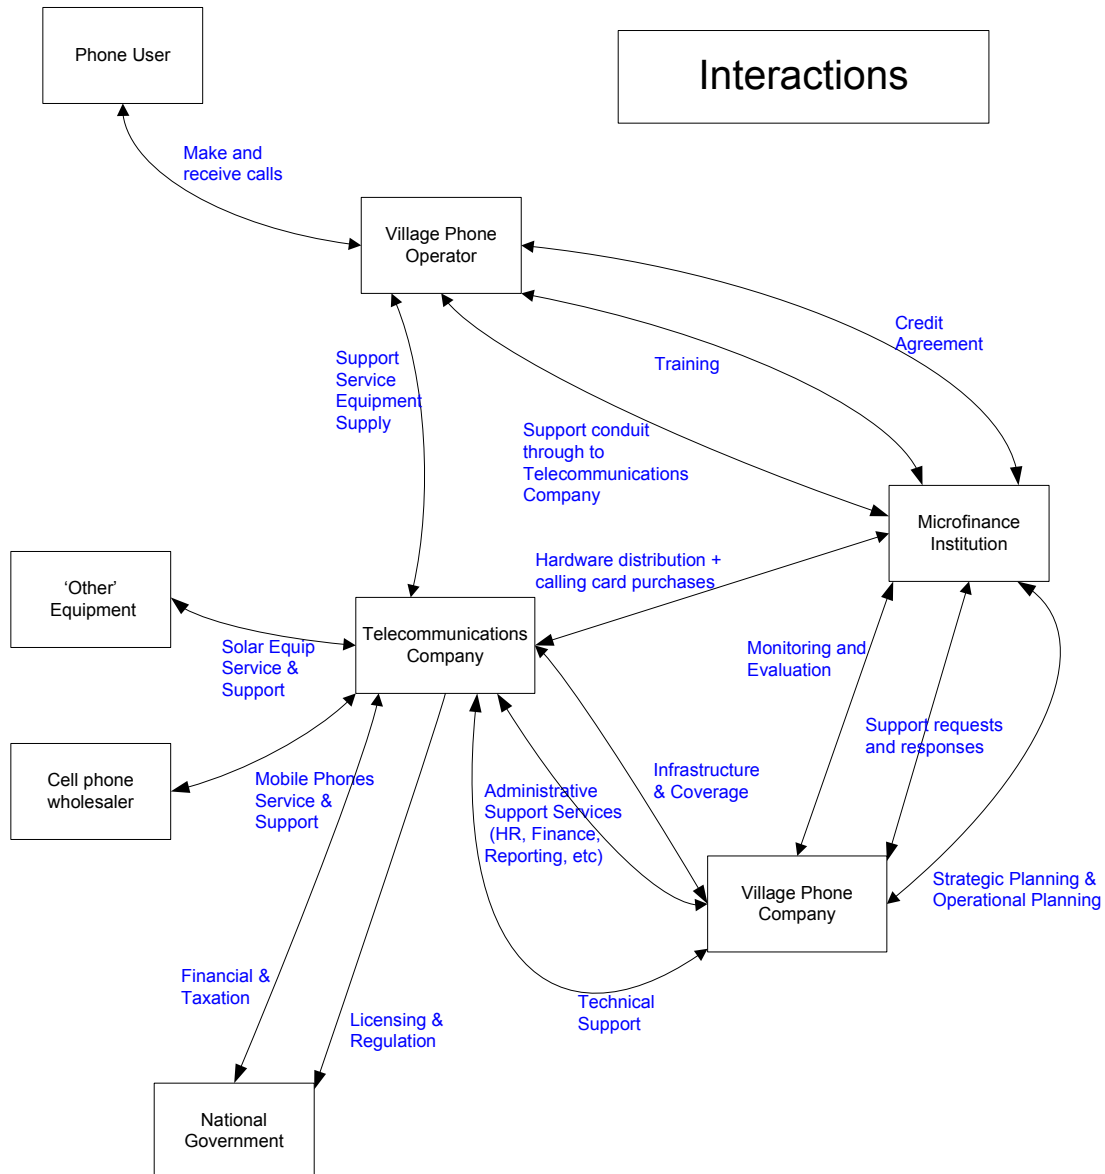 Phone User
Interactions
Make and
receive calls
Village Phone
Operator
Credit
Agreement
Support
Service
Equipment
Supply
Training
Support conduit
through to
Telecommunications
Company
Microfinance
Institution
Hardware distribution +
calling card purchases
‘Other’
Equipment
Telecommunications
Company
Solar Equip
Service &
Support
Monitoring and
Evaluation
Support requests
and responses
Cell phone
wholesaler
Mobile Phones
Service &
Support
Administrative
Support Services
(HR, Finance,
Reporting, etc)
Infrastructure
& Coverage
Village Phone
Company
Strategic Planning &
Operational Planning
Financial &
Taxation
Licensing &
Regulation
Technical
Support
National
Government